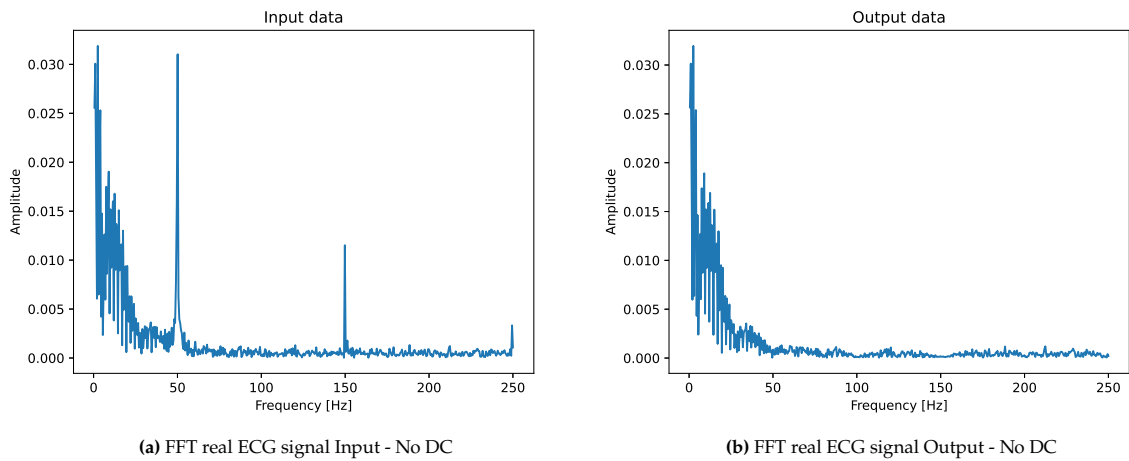 Input data
0.030
0.025
0.020
0.015
0.010
0.005
0.000
Amplitude
0 50 100 150 200 250
Frequency [Hz]
(a) FFT real ECG signal Input - No DC
Output data
0.030
0.025
0.020
0.015
0.010
0.005
0.000
Amplitude
0 50 100 150 200 250
Frequency [Hz]
(b) FFT real ECG signal Output - No DC